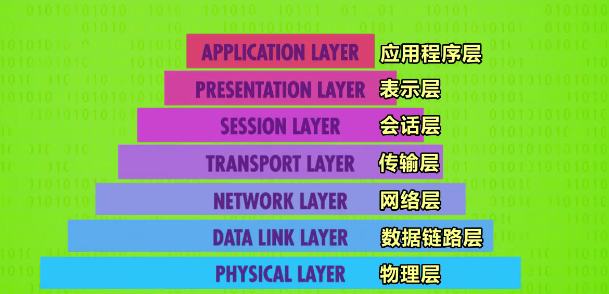 APPLICATION LAYER 应用程序层
PRESENTATION LAYER 表示层
SESSION LAYER 会话层
TRANSPORT LAYER 传输层
NETWORK LAYER 网络层
DATA LINK LAYER 数据链路层
PHYSICAL LAYER 物理层